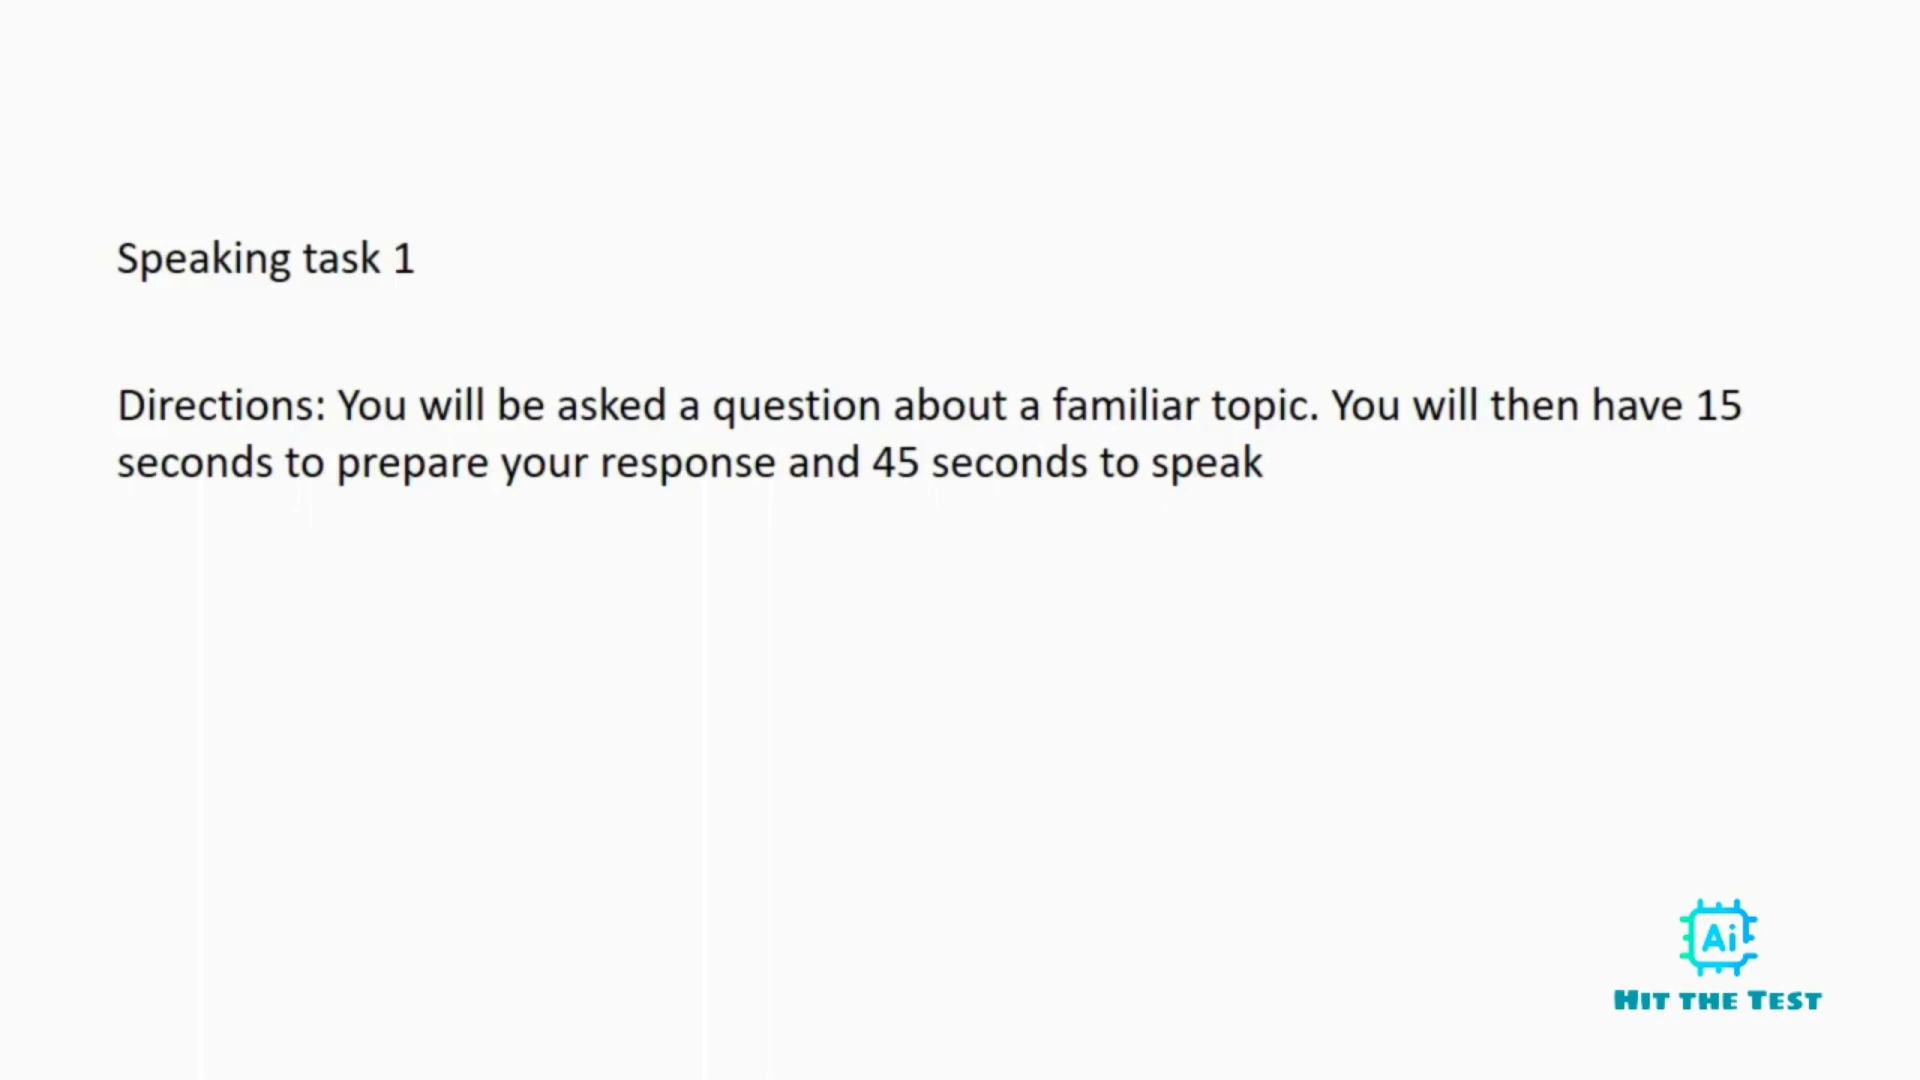 Speaking task 1
Directions: You will be asked a question about a familiar topic. You will then have 15
seconds to prepare your response and 45 seconds to speak
Ai
HIT THE TEST